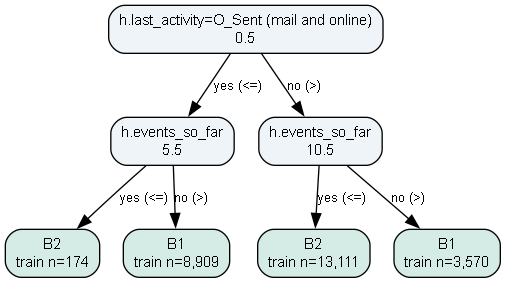 h.last_activity=O_Sent (mail and online)
0.5
yes (<=)
no (>)
h.events_so_far
5.5
h.events_so_far
10.5
yes (<=)
no (>)
yes (<=)
no (>)
B2
train n=174
B1
train n=8,909
B2
train n=13,111
B1
train n=3,570